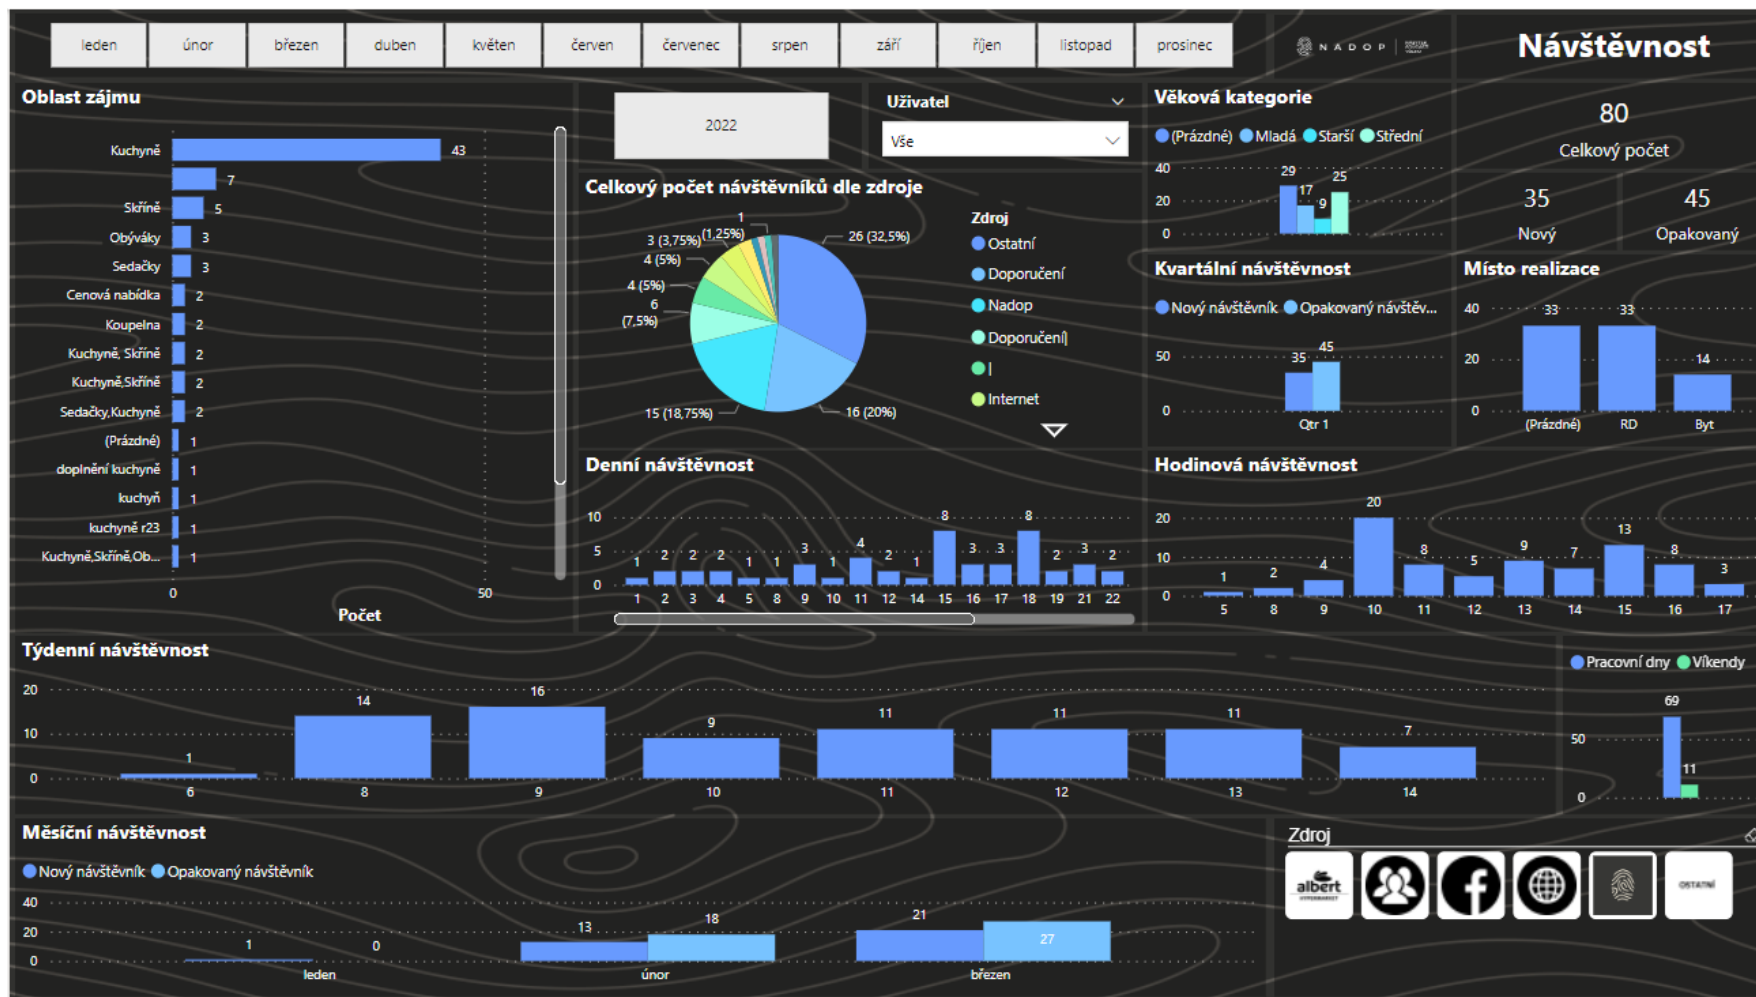 leden únor březen duben květen červen červenec srpen září říjen listopad prosinec
NADOP
Návštěvnost
Oblast zájmu
Kuchyně 43
7
Skříně 5
Obýváky 3
Sedačky 3
Cenová nabídka 2
Koupelna 2
Kuchyně, Skříně 2
Kuchyně,Skříně 2
Sedačky,Kuchyně 2
(Prázdné) 1
doplnění kuchyně 1
kuchyň 1
kuchyně r23 1
Kuchyně,Skříně,Ob... 1
0 50
Počet
2022
Uživatel
Vše
Celkový počet návštěvníků dle zdroje
1
(1,25%)
3 (3,75%)
4 (5%)
4 (5%)
6
(7,5%)
15 (18,75%)
16 (20%)
26 (32,5%)
Zdroj
Ostatní
Doporučení
Nadop
Doporučení|
|
Internet
Věková kategorie
(Prázdné) Mladá Starší Střední
40
20
0
29 17 9 25
80
Celkový počet
35
Nový
45
Opakovaný
Kvartální návštěvnost
Nový návštěvník Opakovaný návštěv...
50
0
35 45
Qtr 1
Místo realizace
40
20
0
33 33 14
(Prázdné) RD Byt
Denní návštěvnost
10
5
0
1 2 2 2 1 1 3 1 4 2 1 8 3 3 8 2 3 2
1 2 3 4 5 8 9 10 11 12 14 15 16 17 18 19 21 22
Hodinová návštěvnost
20
10
0
1 2 4 20 8 5 9 7 13 8 3
5 8 9 10 11 12 13 14 15 16 17
Týdenní návštěvnost
20
10
0
1 14 16 9 11 11 11 7
6 8 9 10 11 12 13 14
Pracovní dny Víkendy
50
0
69
11
Měsíční návštěvnost
Nový návštěvník Opakovaný návštěvník
40
20
0
1 0 13 18 21 27
leden únor březen
Zdroj
albert
HYPERMARKET
OSTATNÍ